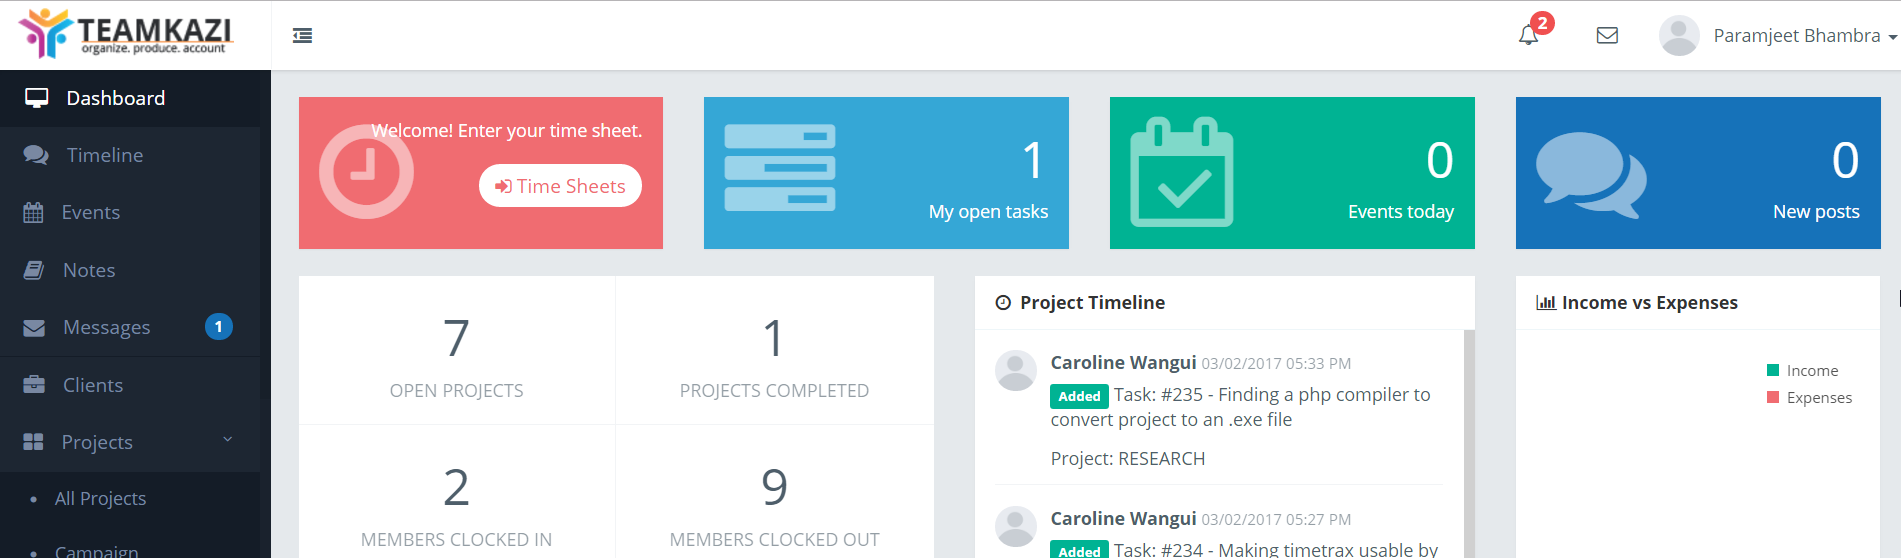 TEAMKAZI
organize. produce. account
2
Paramjeet Bhambra
Dashboard
Timeline
Events
Notes
Messages 1
Clients
Projects
All Projects
Campaign
Welcome! Enter your time sheet.
Time Sheets
1
My open tasks
0
Events today
0
New posts
7
OPEN PROJECTS
1
PROJECTS COMPLETED
2
MEMBERS CLOCKED IN
9
MEMBERS CLOCKED OUT
Project Timeline
Caroline Wangui 03/02/2017 05:33 PM
Added Task: #235 - Finding a php compiler to
convert project to an .exe file
Project: RESEARCH
Caroline Wangui 03/02/2017 05:27 PM
Added Task: #234 - Making timetrax usable by
Income vs Expenses
Income
Expenses